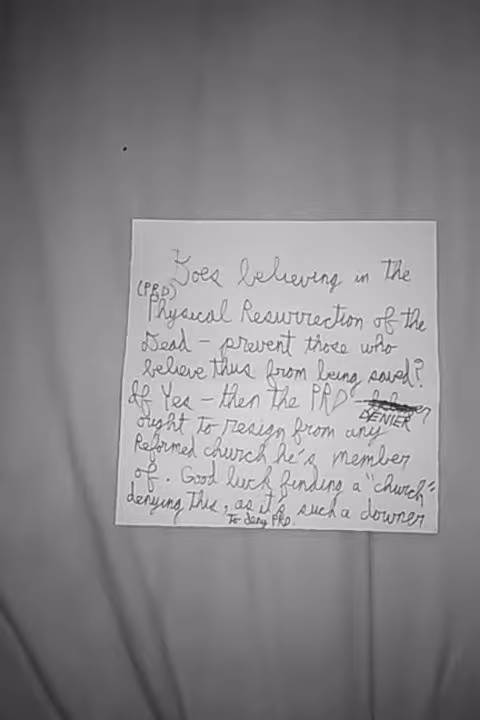 Does believing in the
(PRD)
Physical Resurrection of the
Dead – prevent those who
believe thus from being saved?
If Yes – then the PRD
DENIER
ought to resign from any
Reformed church he's member
of. Good luck finding a "church"
denying this, as it's such a downer
To deny PRD.